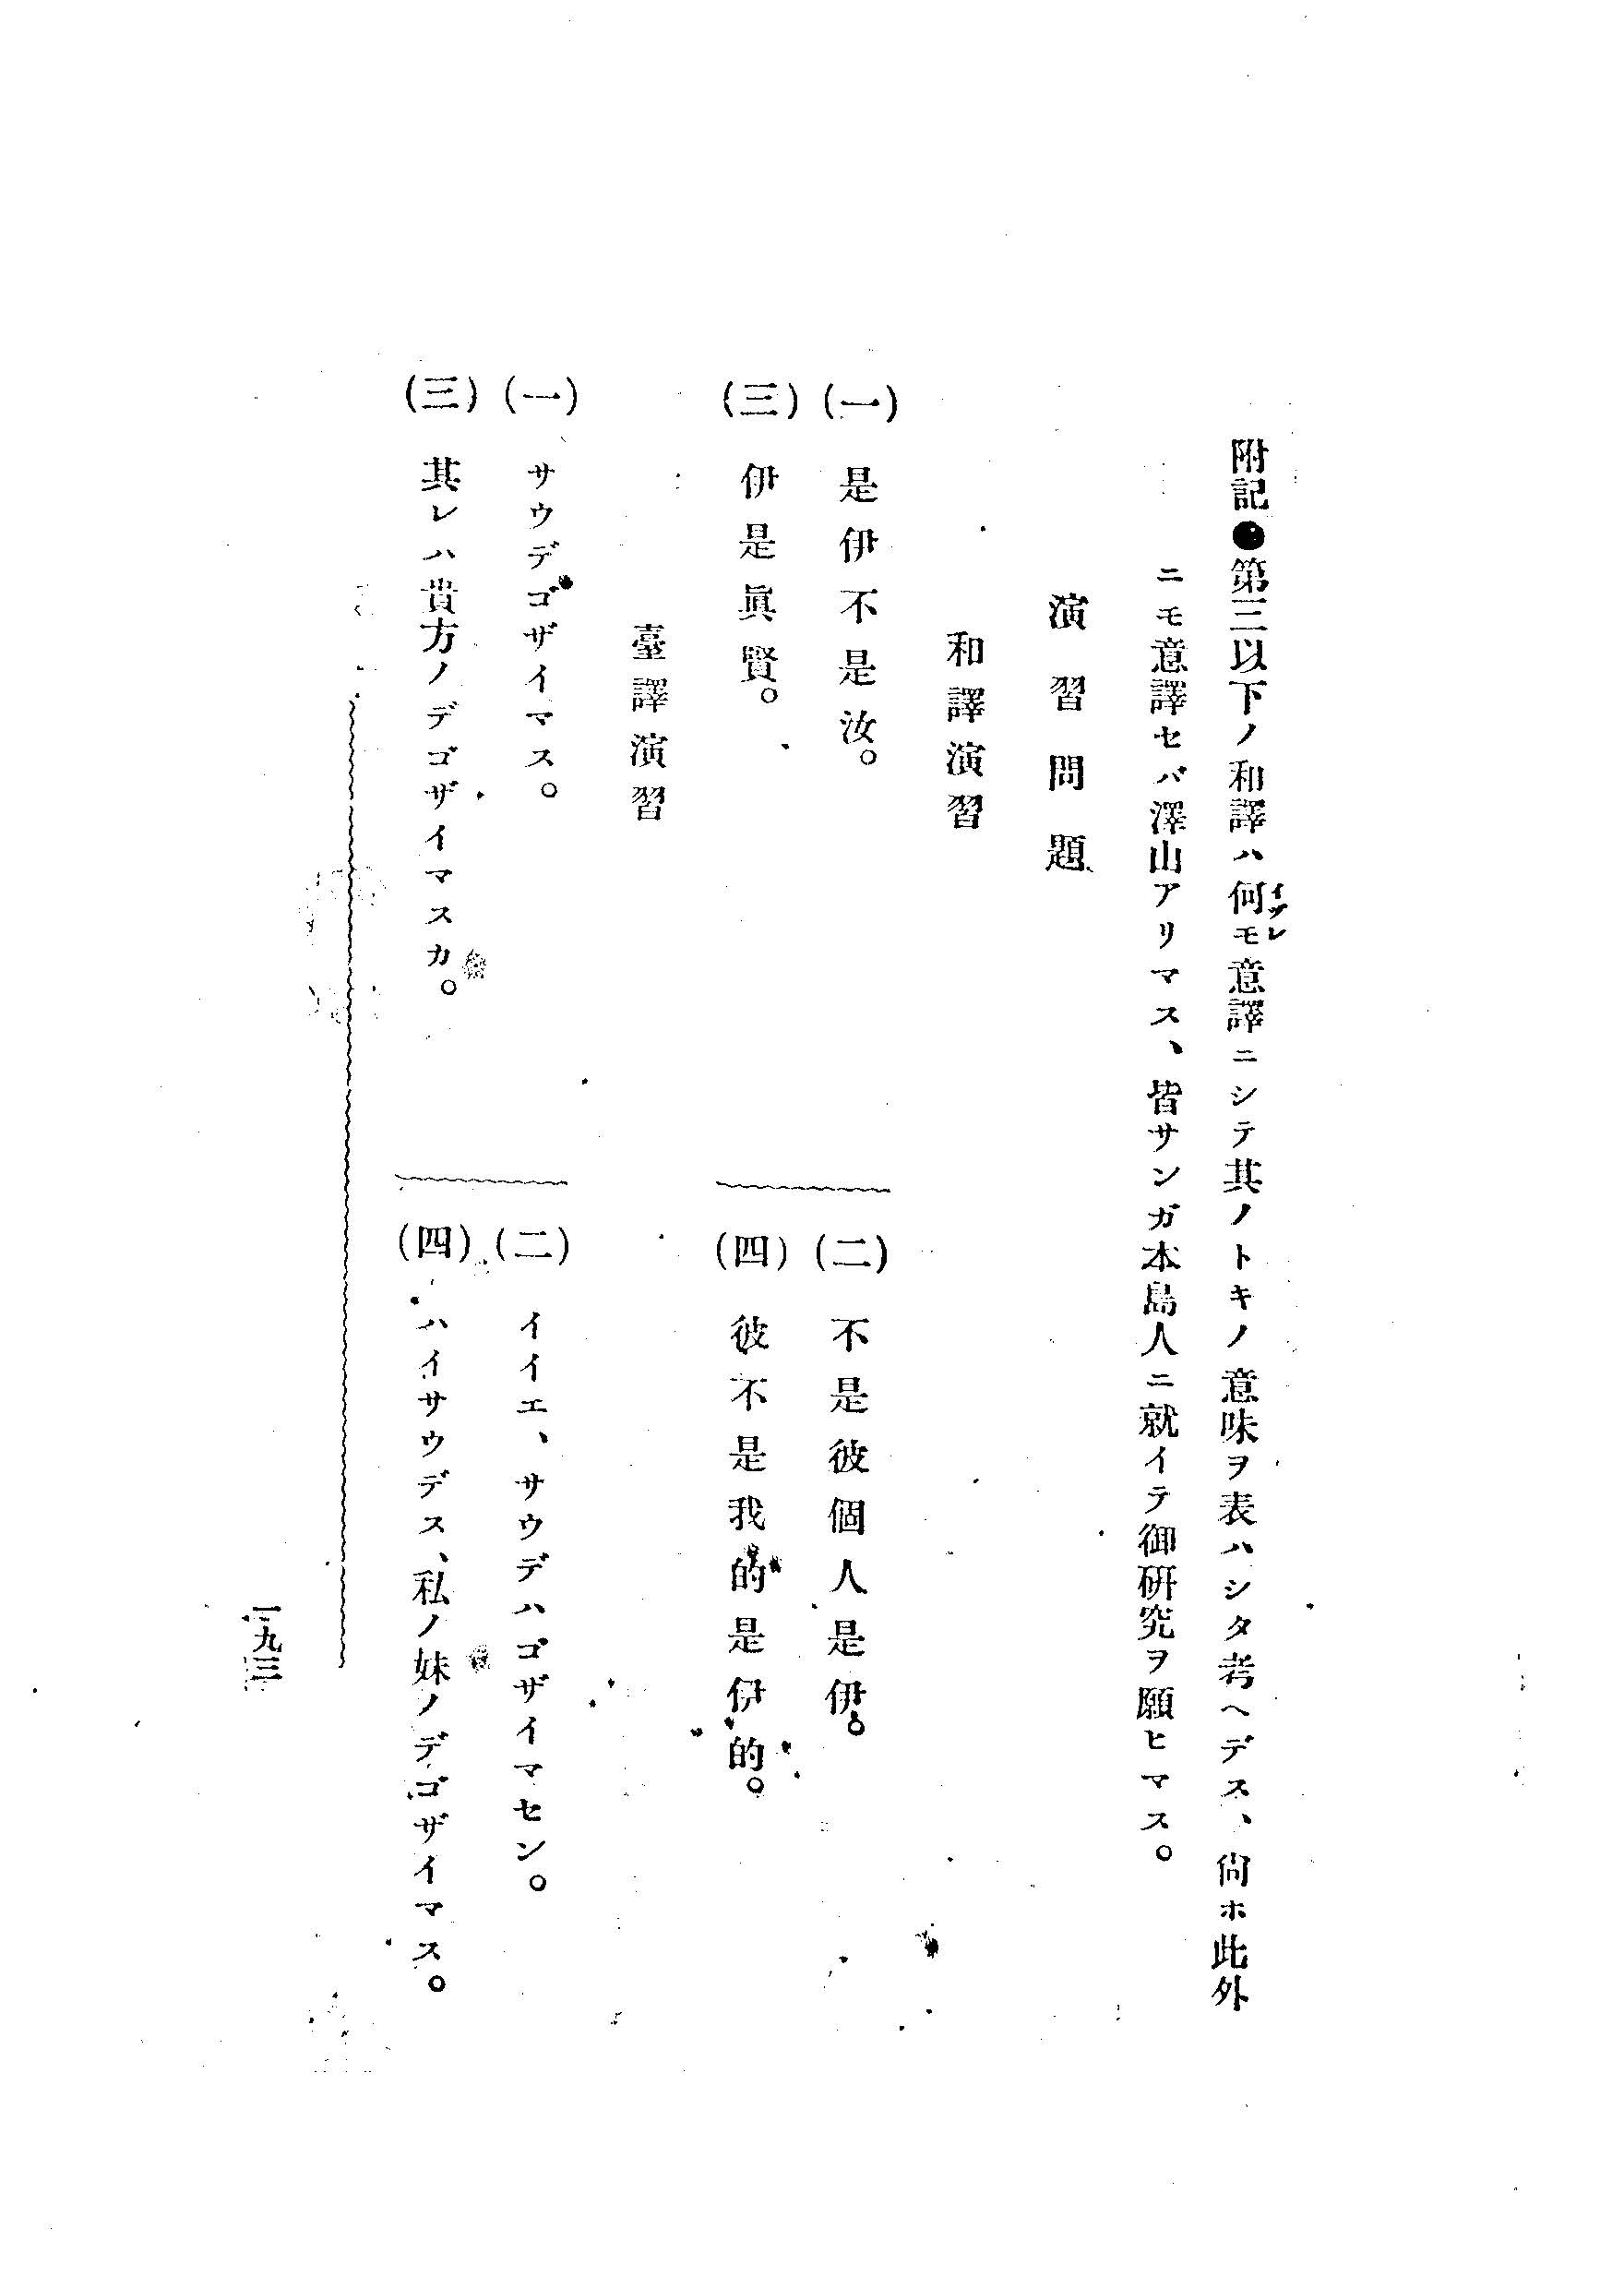 附記●第三以下ノ和譯ハ何モ意譯ニシテ其ノトキノ意味ヲ表ハシタ考ヘデス、尙ホ此外
イヅレ
ニモ意譯セバ澤山アリマス、皆サンガ本島人ニ就イテ御硏究ヲ願ヒマス。
演習問題
和譯演習
(一) 是伊不是汝。
(二) 不是彼個人是伊。
(三) 伊是眞賢。
(四) 彼不是我的是伊的。
臺譯演習
(一) サウデゴザイマス。
(二) イイエ、サウデハゴザイマセン。
(三) 其レハ貴方ノデゴザイマスカ。
(四) ハイサウデス、私ノ妹ノデゴザイマス。
一九三